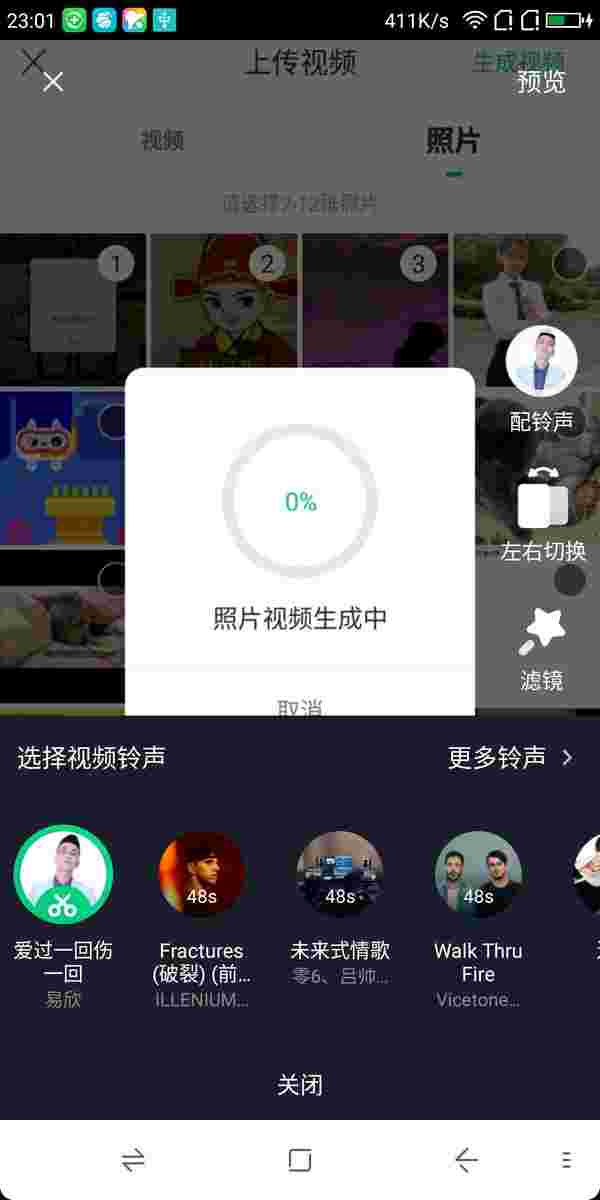 23:01
411K/s
上传视频
生成视频
预览
视频
照片
请选择2-12张照片
1
2
3
配铃声
0%
左右切换
照片视频生成中
滤镜
取消
选择视频铃声
更多铃声
48s
48s
48s
爱过一回伤
一回
易欣
Fractures
(破裂) (前...
ILLENIUM...
未来式情歌
零6、吕帅...
Walk Thru
Fire
Vicetone...
关闭